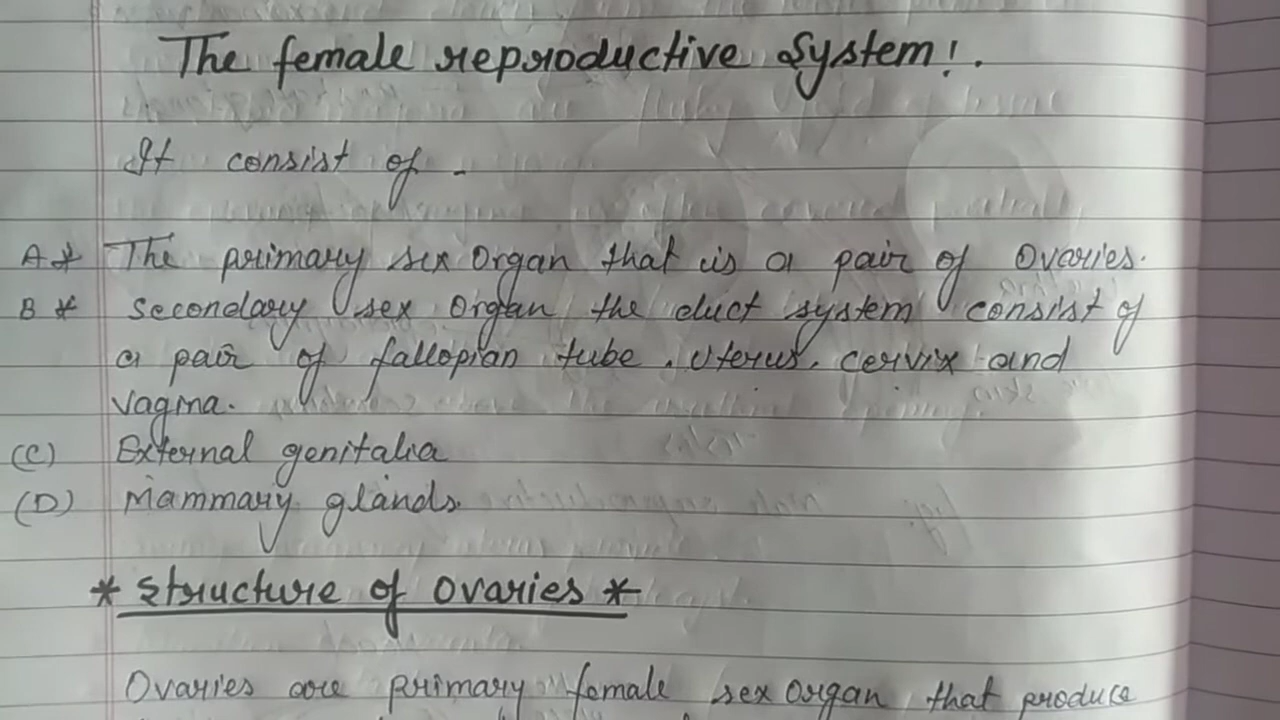 The female reproductive System!.
It consist of -
A* The primary sex Organ that is a pair of Ovaries.
B* Secondary sex Organ the duct system consist of
a pair of fallopian tube, Uterus, cervix and
Vagina.
(C) External genitalia
(D) Mammary glands.
* Structure of Ovaries *
Ovaries are primary female sex organ that produce